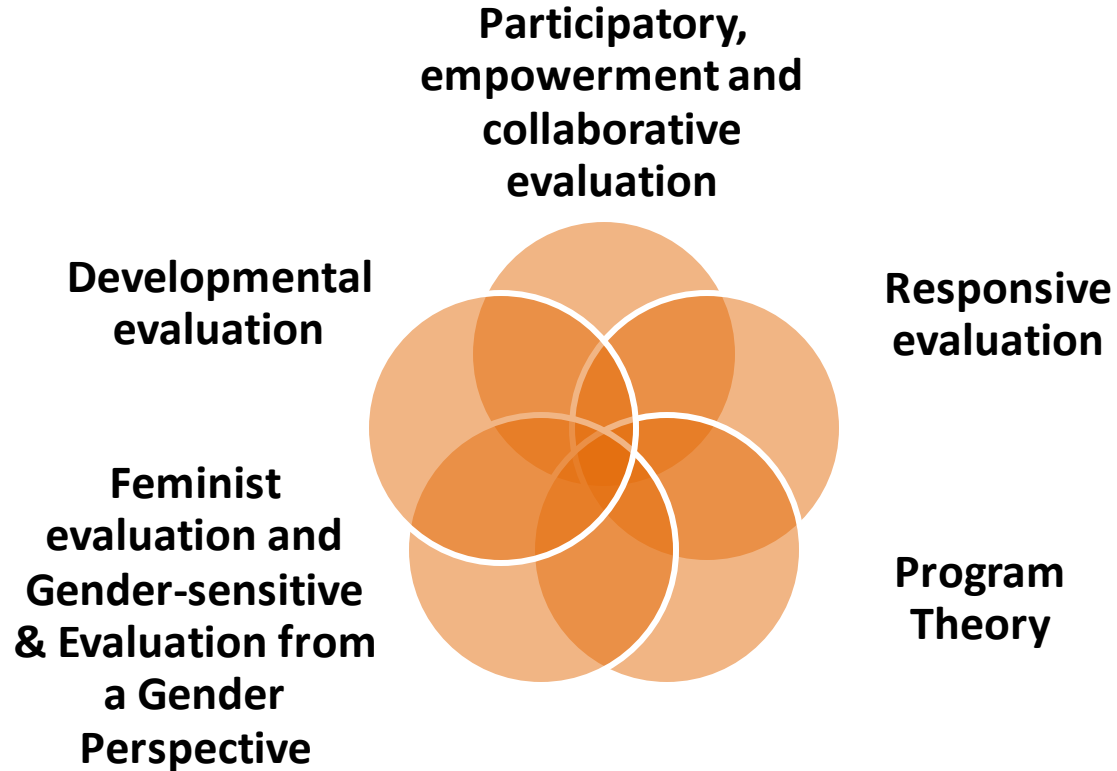 Participatory,
empowerment and
collaborative
evaluation
Developmental
evaluation
Responsive
evaluation
Feminist
evaluation and
Gender-sensitive
& Evaluation from
a Gender
Perspective
Program
Theory